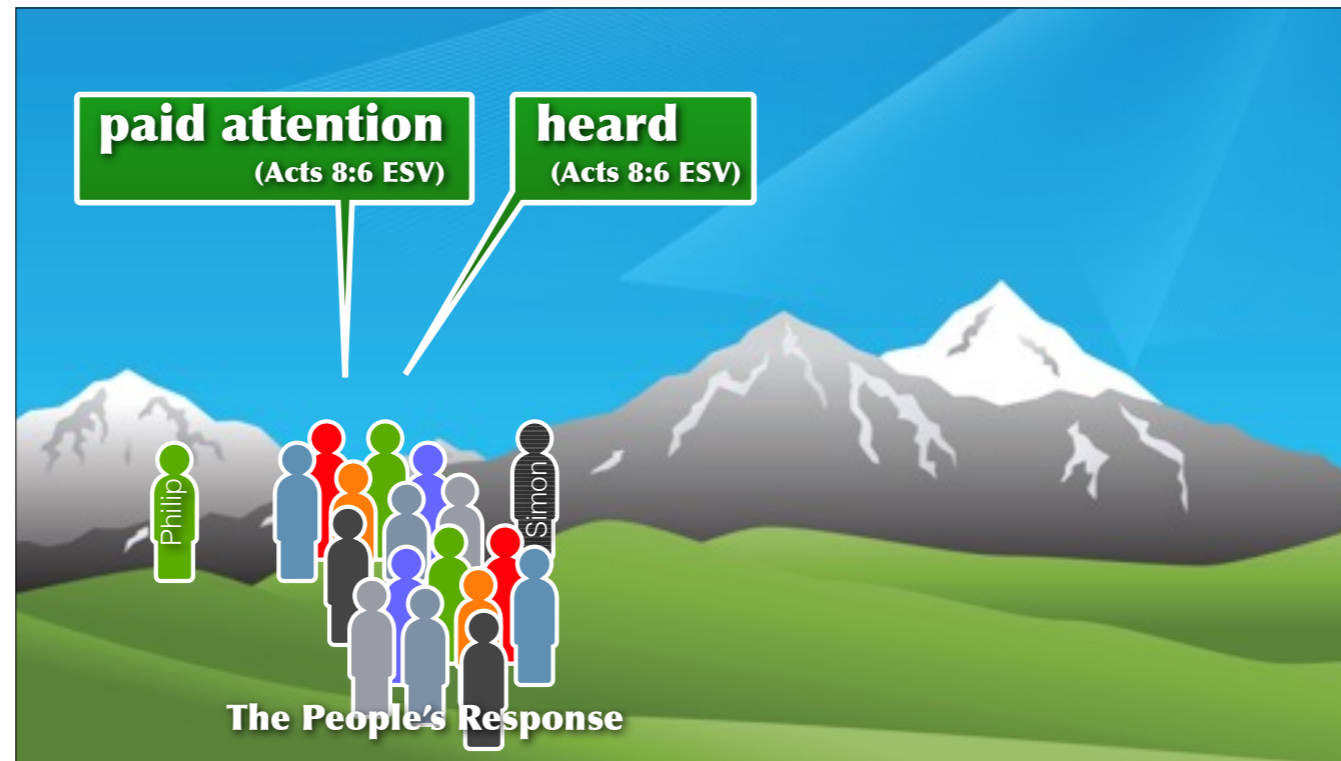 paid attention
(Acts 8:6 ESV)
heard
(Acts 8:6 ESV)
Philip
Simon
The People’s Response